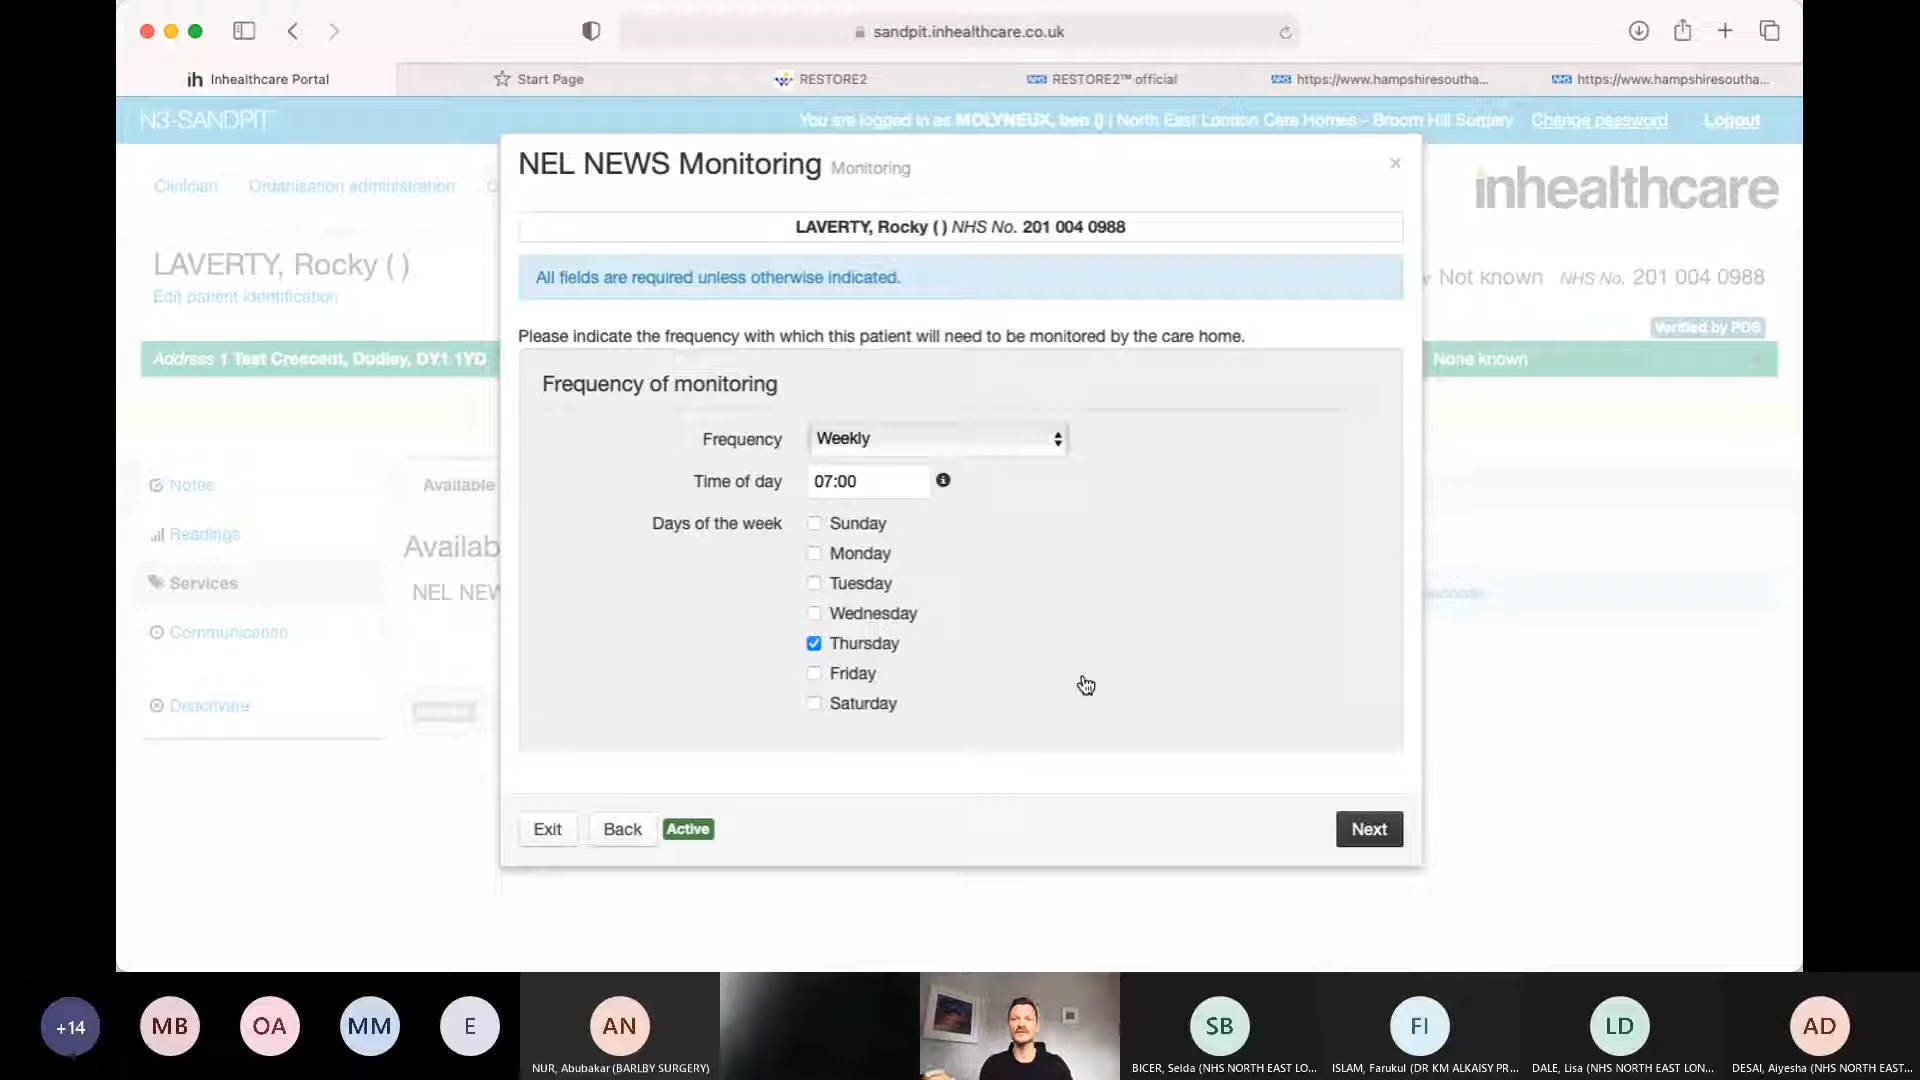 sandpit.inhealthcare.co.uk
ih Inhealthcare Portal
Start Page
RESTORE2
RESTORE2™ official
https://www.hampshiresoutha...
https://www.hampshiresoutha...
N3-SANDPIT
You are logged in as MOLYNEUX, ben () | North East London Care Homes - Broom Hill Surgery
Change password
Logout
NEL NEWS Monitoring Monitoring
×
Clinician
Organisation administration
inhealthcare
LAVERTY, Rocky ( ) NHS No. 201 004 0988
LAVERTY, Rocky ( )
Edit patient identification
All fields are required unless otherwise indicated.
Not known NHS No. 201 004 0988
Verified by PDS
Please indicate the frequency with which this patient will need to be monitored by the care home.
Address 1 Test Crescent, Dudley, DY1 1YD
None known
Frequency of monitoring
Frequency Weekly
Time of day 07:00
Days of the week
Sunday
Monday
Tuesday
Wednesday
Thursday
Friday
Saturday
Notes
Readings
Services
Communication
Deactivate
Available
Availab
NEL NEW
Exit
Back
Active
Next
+14
MB
OA
MM
E
AN
NUR, Abubakar (BARLBY SURGERY)
SB
BICER, Selda (NHS NORTH EAST LO...
FI
ISLAM, Farukul (DR KM ALKAISY PR...
LD
DALE, Lisa (NHS NORTH EAST LON...
AD
DESAI, Aiyesha (NHS NORTH EAST...